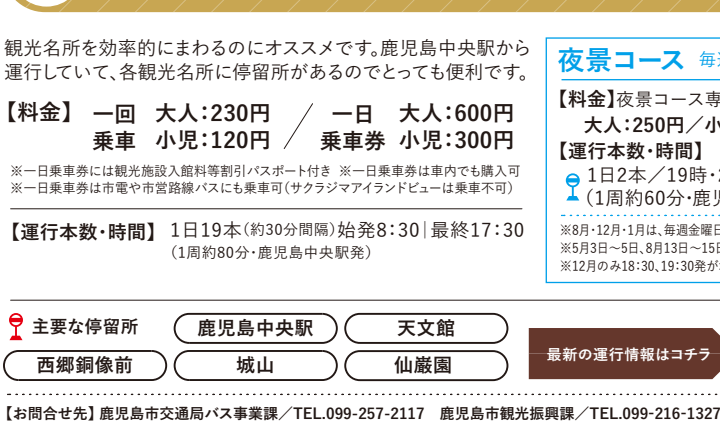 観光名所を効率的にまわるのにオススメです。鹿児島中央駅から
運行していて、各観光名所に停留所があるのでとっても便利です。
【料金】 一回乗車 大人：230円 小児：120円 ／ 一日乗車券 大人：600円 小児：300円
※一日乗車券には観光施設入館料等割引パスポート付き ※一日乗車券は車内でも購入可
※一日乗車券は市電や市営路線バスにも乗車可（サクラジマアイランドビューは乗車不可）
【運行本数・時間】 1日19本（約30分間隔）始発8：30｜最終17：30
（1周約80分・鹿児島中央駅発）
夜景コース 毎
【料金】夜景コース専
大人：250円／小
【運行本数・時間】
1日2本／19時・
（1周約60分・鹿児
※8月・12月・1月は、毎週金曜日
※5月3日～5日、8月13日～15日
※12月のみ18:30、19:30発が
主要な停留所 鹿児島中央駅 天文館
西郷銅像前 城山 仙巌園
最新の運行情報はコチラ
【お問合せ先】鹿児島市交通局バス事業課／TEL.099-257-2117 鹿児島市観光振興課／TEL.099-216-1327